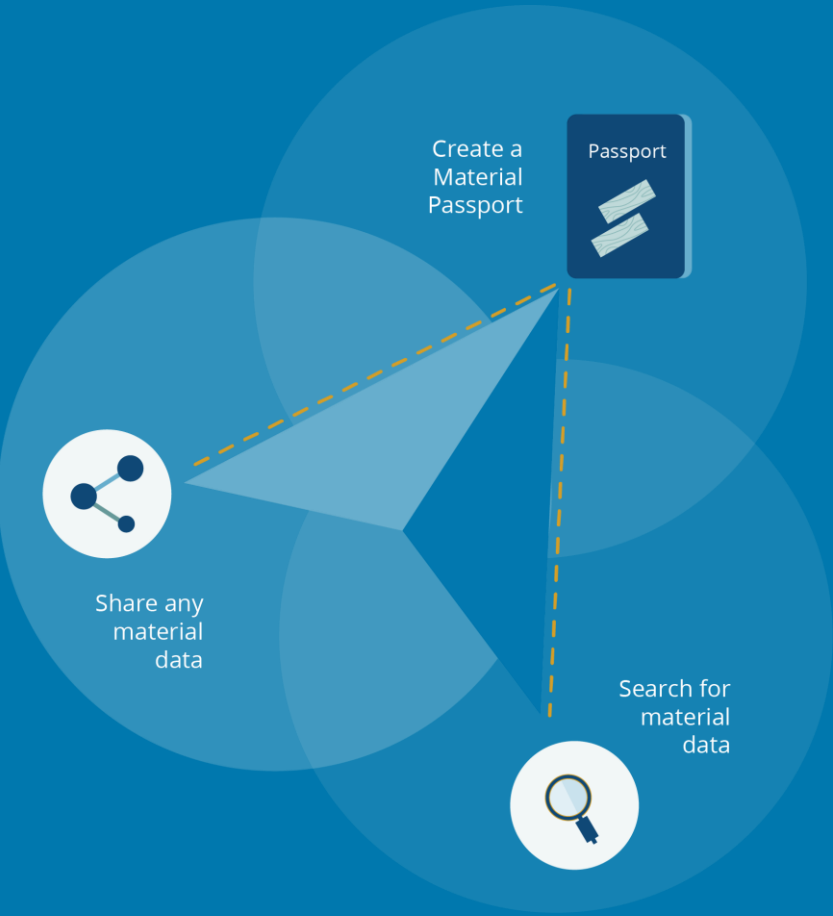 Create a
Material
Passport
Passport
Share any
material
data
Search for
material
data